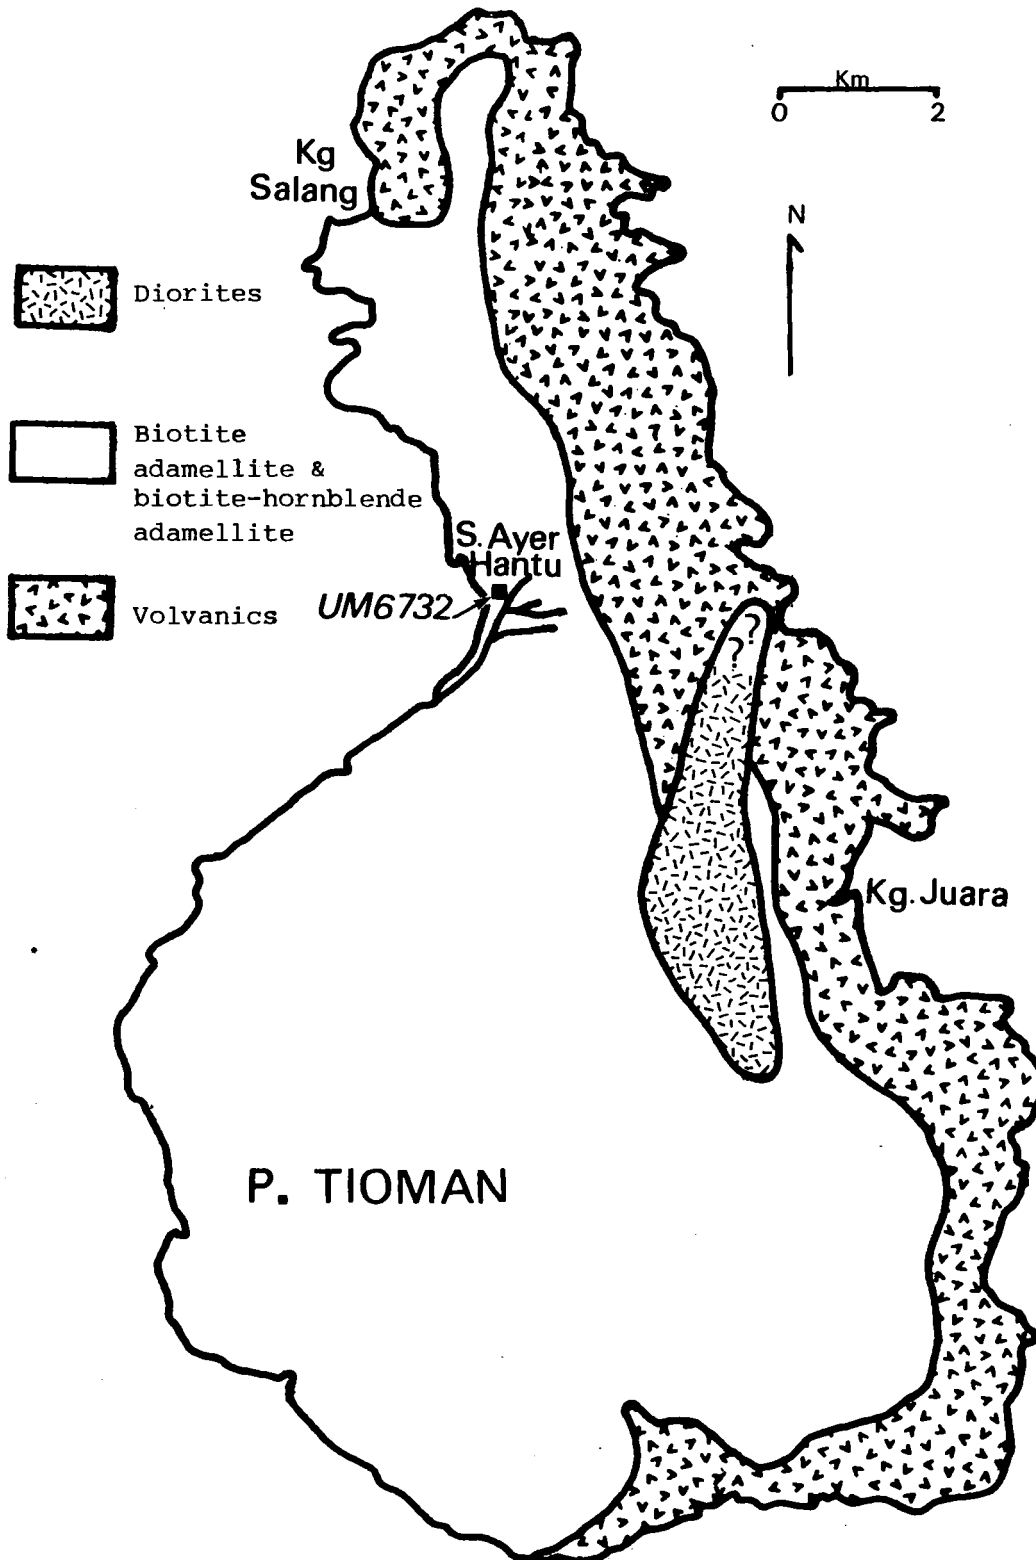 Km
0 2
Kg
Salang
N
Diorites
Biotite
adamellite &
biotite-hornblende
adamellite
Volvanics
S. Ayer
Hantu
UM6732
?
?
Kg. Juara
P. TIOMAN